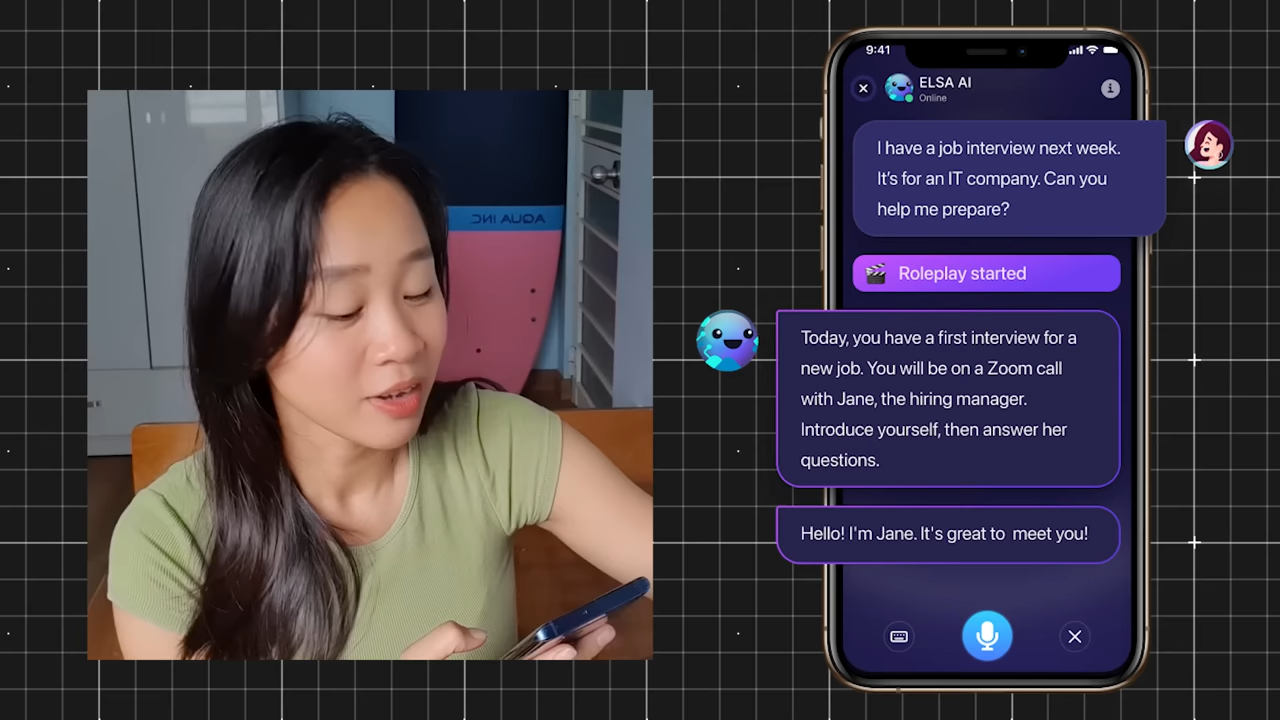 AQUA INC
9:41
ELSA AI
Online
I have a job interview next week.
It's for an IT company. Can you
help me prepare?
Roleplay started
Today, you have a first interview for a
new job. You will be on a Zoom call
with Jane, the hiring manager.
Introduce yourself, then answer her
questions.
Hello! I'm Jane. It's great to meet you!